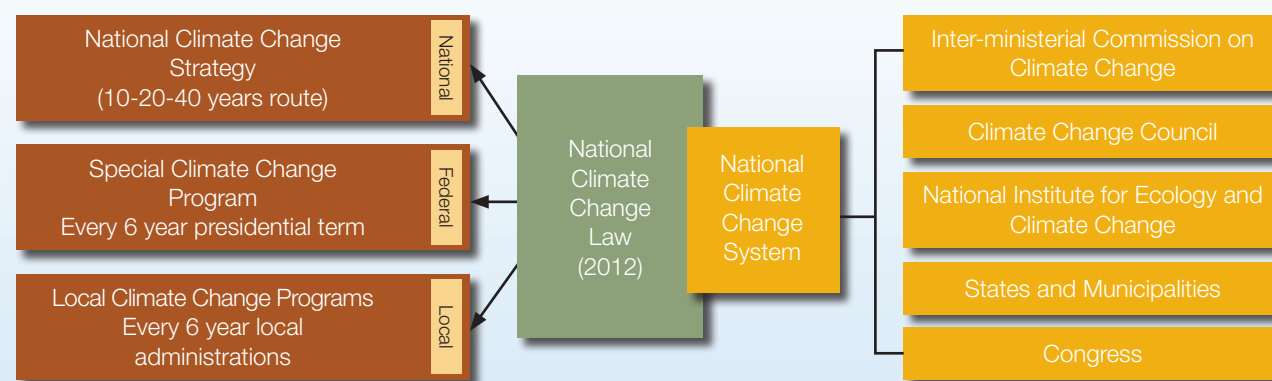 National Climate Change
Strategy
(10-20-40 years route)
National
Special Climate Change
Program
Every 6 year presidential term
Federal
Local Climate Change Programs
Every 6 year local
administrations
Local
National
Climate
Change
Law
(2012)
National
Climate
Change
System
Inter-ministerial Commission on
Climate Change
Climate Change Council
National Institute for Ecology and
Climate Change
States and Municipalities
Congress